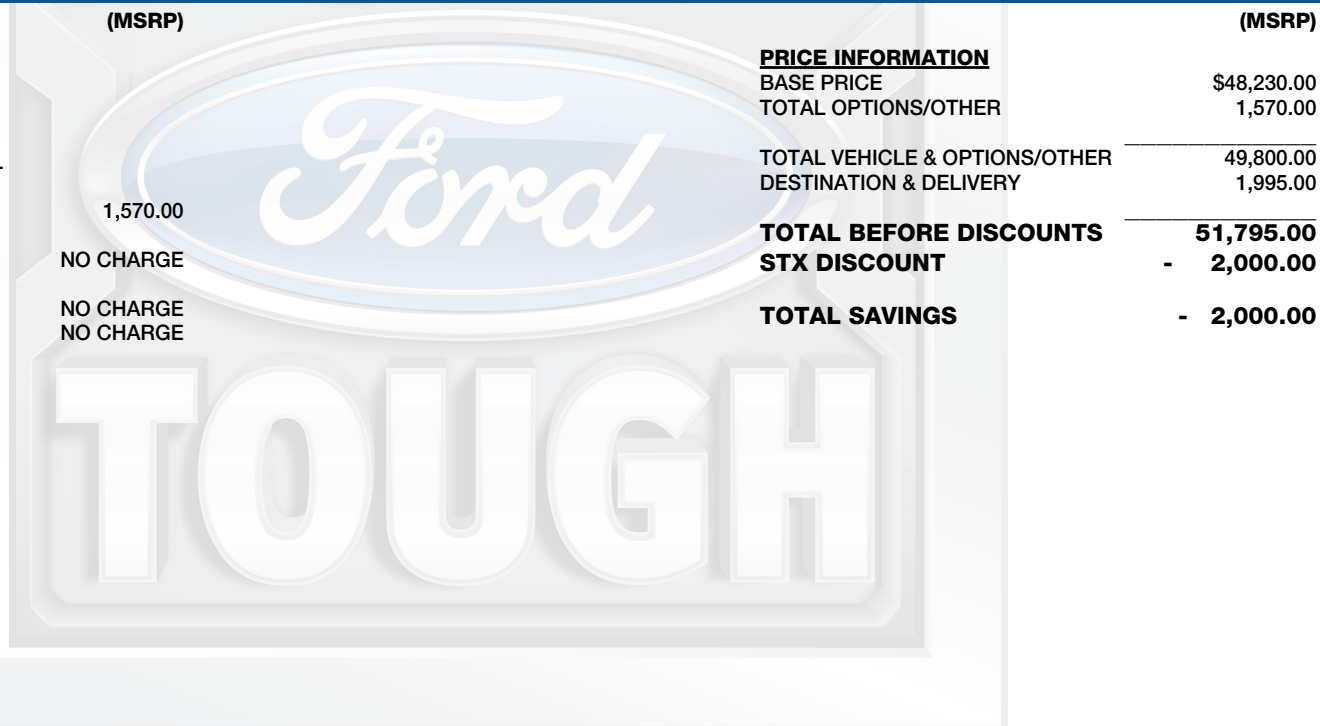 (MSRP)
1,570.00
NO CHARGE
NO CHARGE
NO CHARGE
(MSRP)
PRICE INFORMATION
BASE PRICE $48,230.00
TOTAL OPTIONS/OTHER 1,570.00
TOTAL VEHICLE & OPTIONS/OTHER 49,800.00
DESTINATION & DELIVERY 1,995.00
TOTAL BEFORE DISCOUNTS 51,795.00
STX DISCOUNT - 2,000.00
TOTAL SAVINGS - 2,000.00
Ford
TOUGH